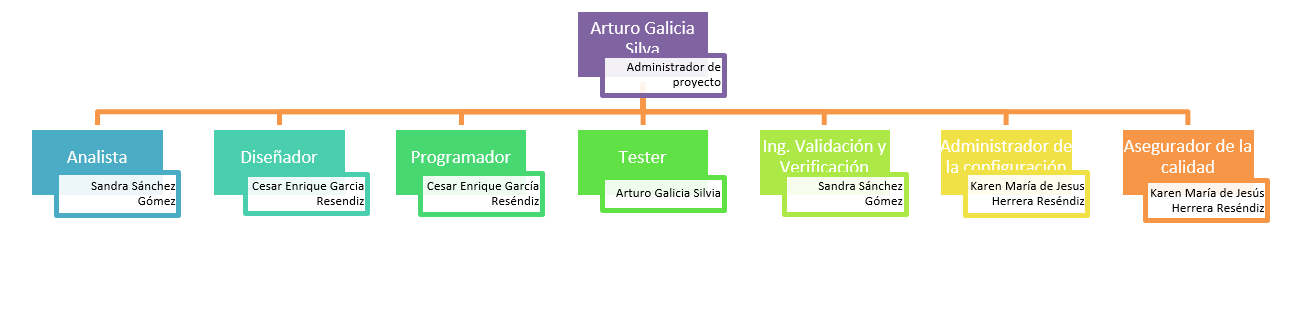 Arturo Galicia
Silva
Administrador de
proyecto
Analista
Sandra Sánchez
Gómez
Diseñador
Cesar Enrique Garcia
Resendiz
Programador
Cesar Enrique García
Reséndiz
Tester
Arturo Galicia Silvia
Ing. Validación y
Verificación
Sandra Sánchez
Gómez
Administrador de
la configuración
Karen María de Jesus
Herrera Reséndiz
Asegurador de la
calidad
Karen María de Jesús
Herrera Reséndiz